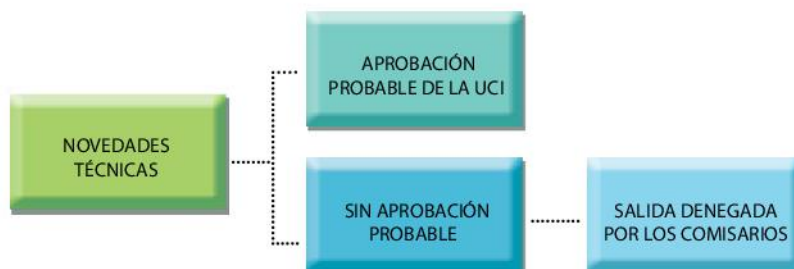 NOVEDADES
TÉCNICAS
APROBACIÓN
PROBABLE DE LA UCI
SIN APROBACIÓN
PROBABLE
SALIDA DENEGADA
POR LOS COMISARIOS